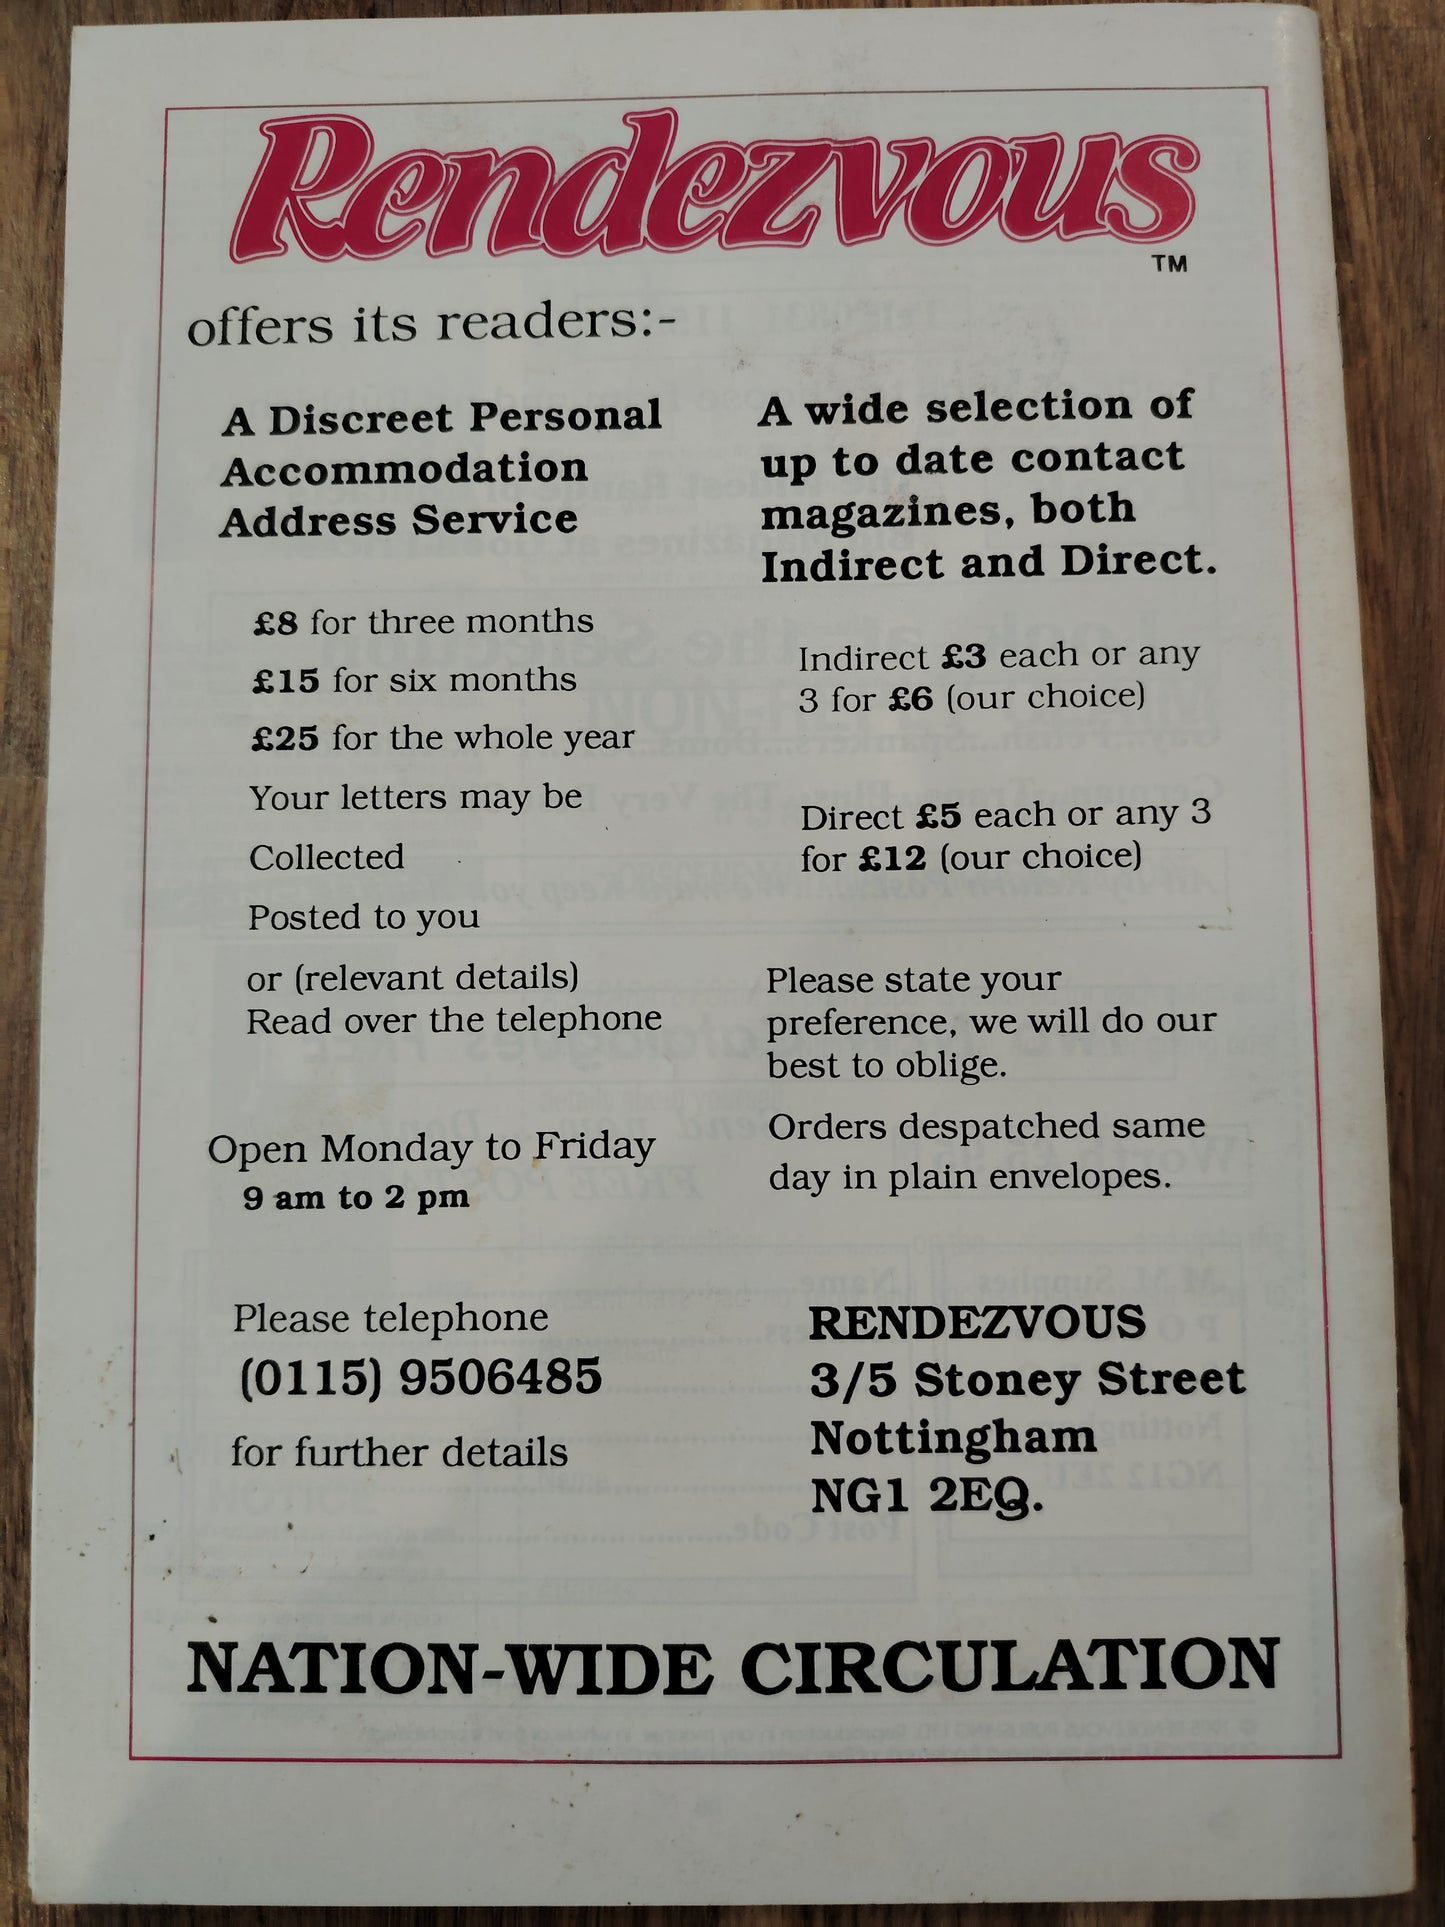 Rendezvous
TM
offers its readers:-
A Discreet Personal
Accommodation
Address Service
£8 for three months
£15 for six months
£25 for the whole year
Your letters may be
Collected
Posted to you
or (relevant details)
Read over the telephone
Open Monday to Friday
9 am to 2 pm
A wide selection of
up to date contact
magazines, both
Indirect and Direct.
Indirect £3 each or any
3 for £6 (our choice)
Direct £5 each or any 3
for £12 (our choice)
Please state your
preference, we will do our
best to oblige.
Orders despatched same
day in plain envelopes.
Please telephone
(0115) 9506485
for further details
RENDEZVOUS
3/5 Stoney Street
Nottingham
NG1 2EQ.
NATION-WIDE CIRCULATION